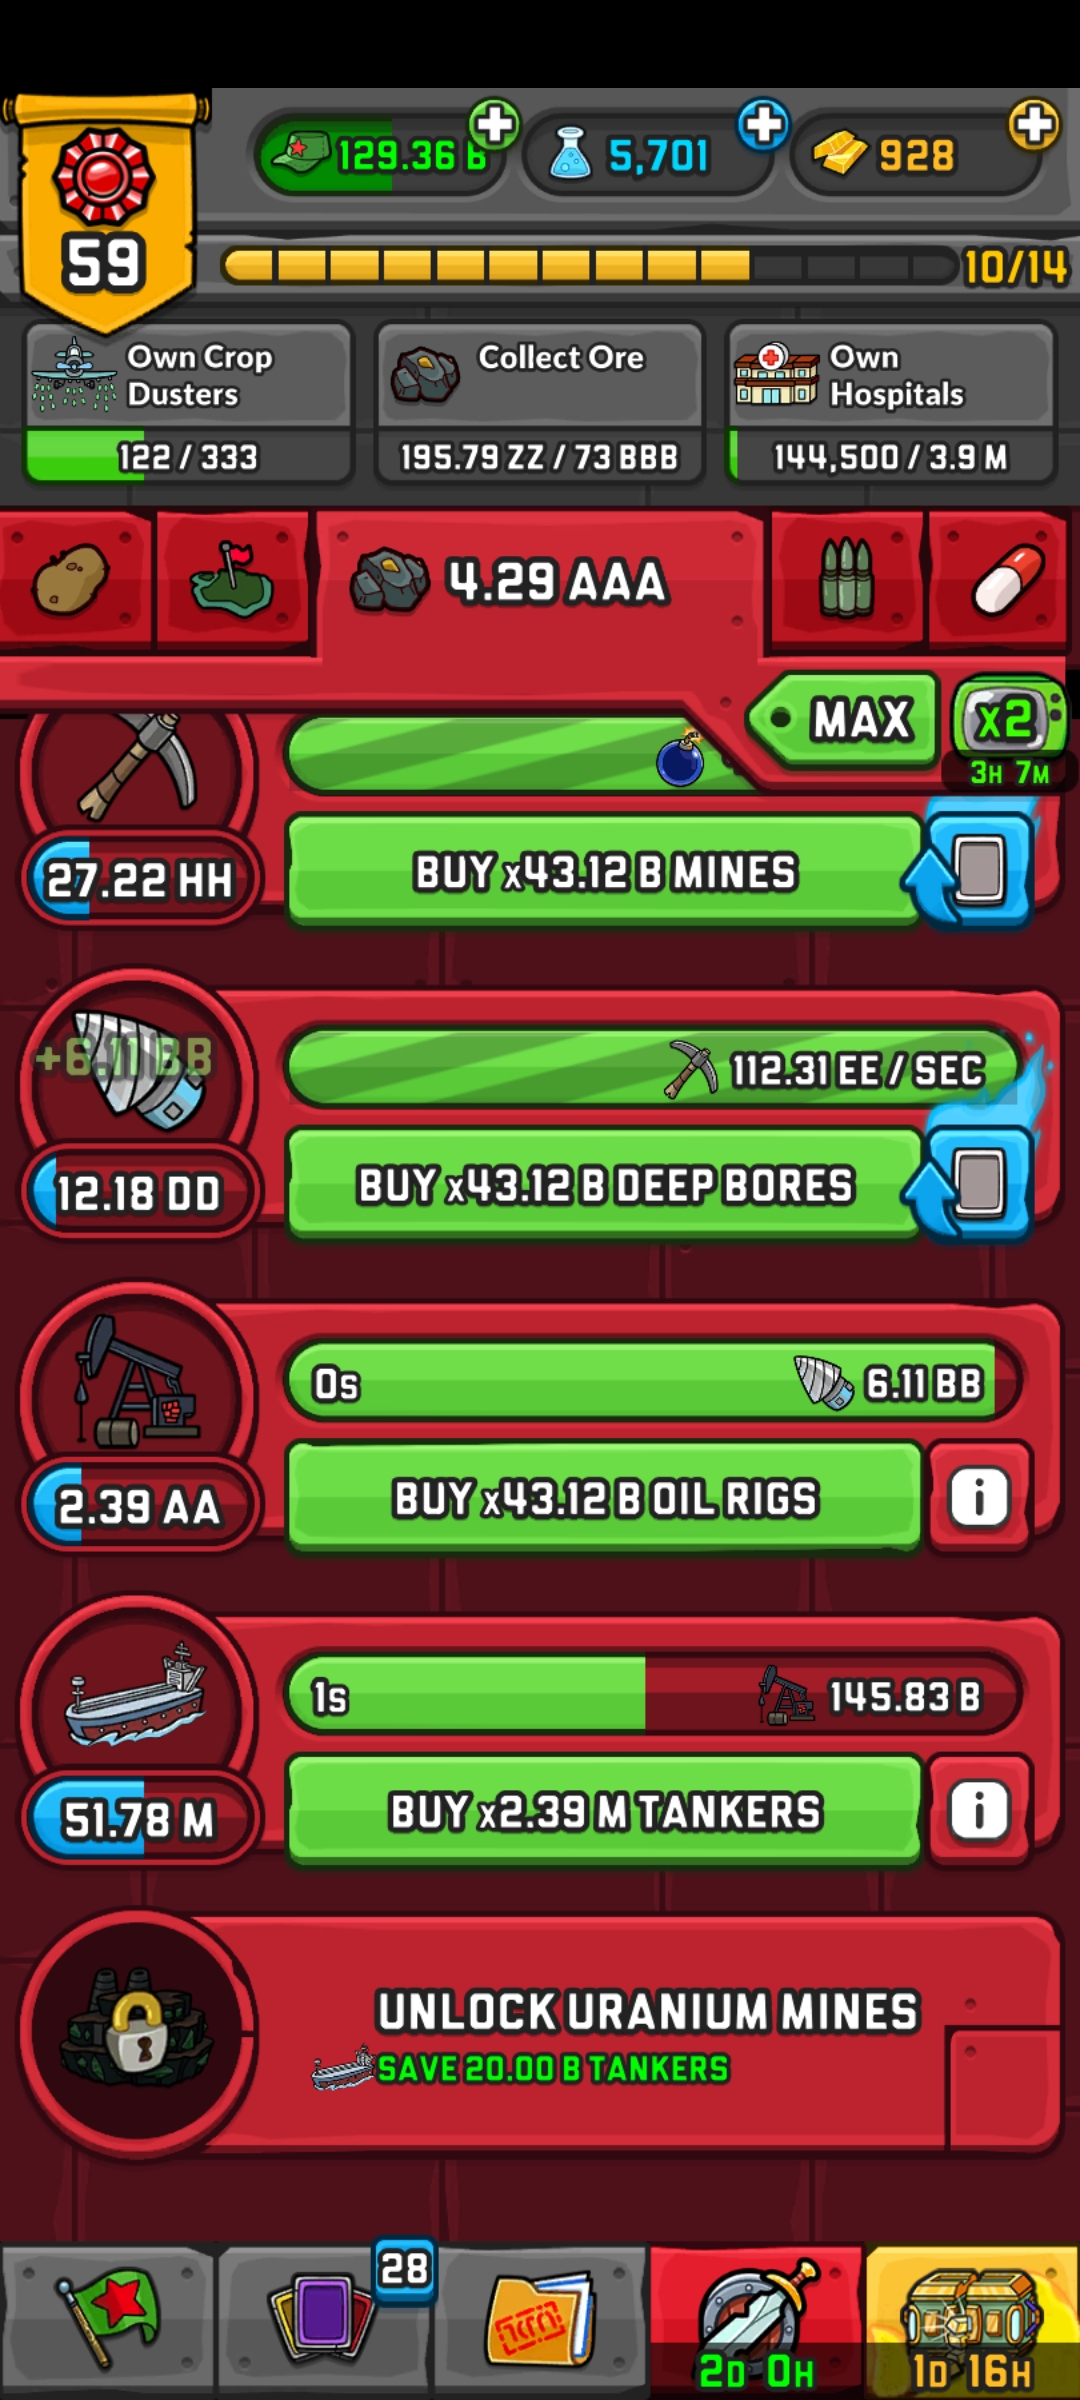 129.36 B
5,701
928
59
10/14
Own Crop
Dusters
122 / 333
Collect Ore
195.79 ZZ / 73 BBB
Own
Hospitals
144,500 / 3.9 M
4.29 AAA
MAX
x2
3H 7M
27.22 HH
BUY x43.12 B MINES
+6.11 BB
112.31 EE / SEC
12.18 DD
BUY x43.12 B DEEP BORES
0s
6.11 BB
2.39 AA
BUY x43.12 B OIL RIGS
i
1s
145.83 B
51.78 M
BUY x2.39 M TANKERS
i
UNLOCK URANIUM MINES
SAVE 20.00 B TANKERS
28
2D 0H
1D 16H